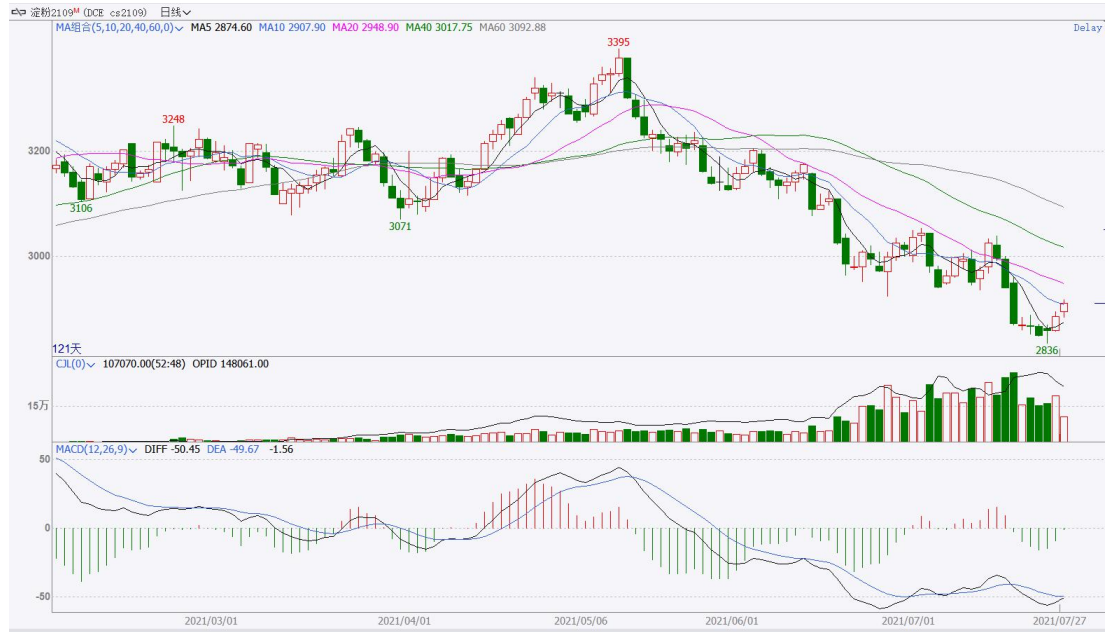 淀粉2109ᴹ (DCE cs2109) 日线
MA组合(5,10,20,40,60,0) MA5 2874.60 MA10 2907.90 MA20 2948.90 MA40 3017.75 MA60 3092.88 Delay
3395
3248
3200
3106
3071
3000
2836
121天
CJL(0) 107070.00(52:48) OPID 148061.00
15万
MACD(12,26,9) DIFF -50.45 DEA -49.67 -1.56
50
0
-50
2021/03/01 2021/04/01 2021/05/06 2021/06/01 2021/07/01 2021/07/27